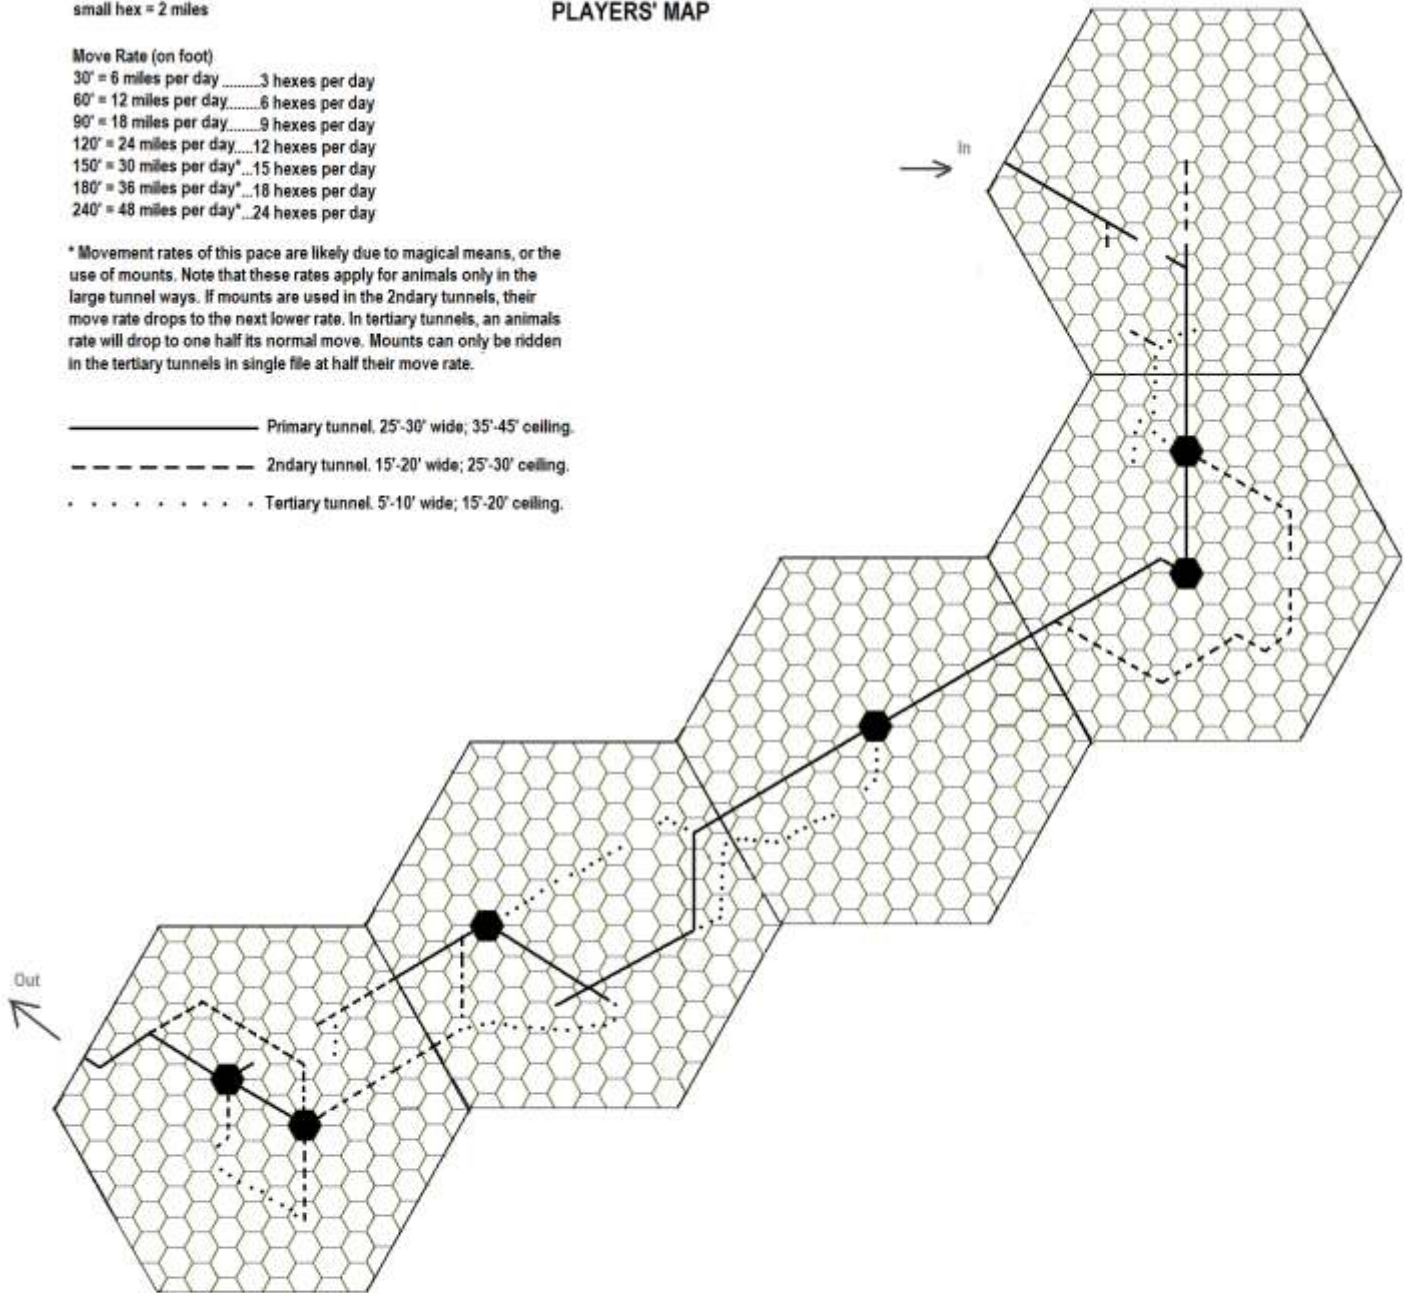 small hex = 2 miles
PLAYERS' MAP
Move Rate (on foot)
30' = 6 miles per day .........3 hexes per day
60' = 12 miles per day........6 hexes per day
90' = 18 miles per day........9 hexes per day
120' = 24 miles per day.....12 hexes per day
150' = 30 miles per day*...15 hexes per day
180' = 36 miles per day*...18 hexes per day
240' = 48 miles per day*...24 hexes per day
* Movement rates of this pace are likely due to magical means, or the
use of mounts. Note that these rates apply for animals only in the
large tunnel ways. If mounts are used in the 2ndary tunnels, their
move rate drops to the next lower rate. In tertiary tunnels, an animals
rate will drop to one half its normal move. Mounts can only be ridden
in the tertiary tunnels in single file at half their move rate.
Primary tunnel. 25'-30' wide; 35'-45' ceiling.
2ndary tunnel. 15'-20' wide; 25'-30' ceiling.
Tertiary tunnel. 5'-10' wide; 15'-20' ceiling.
In
Out